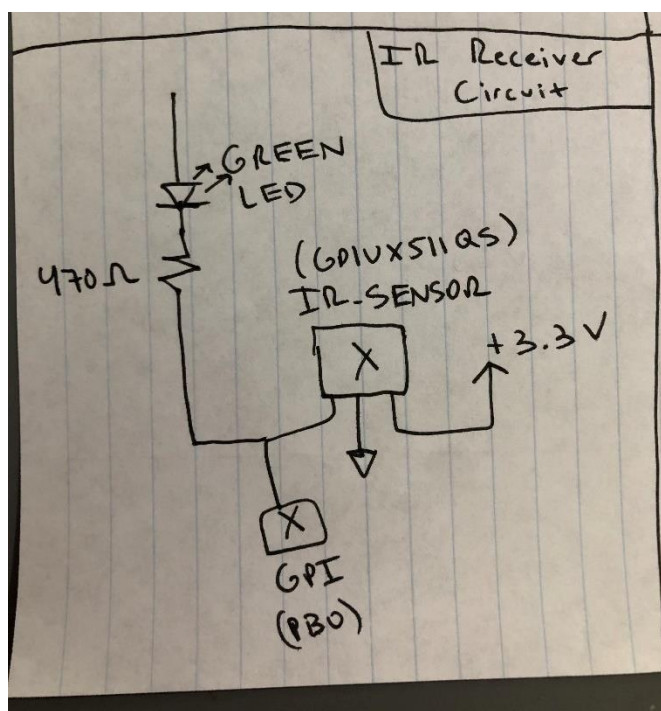 IR Receiver
Circuit
GREEN
LED
470Ω
(GP1UX511QS)
IR-SENSOR
X
+3.3V
X
GPI
(PB0)